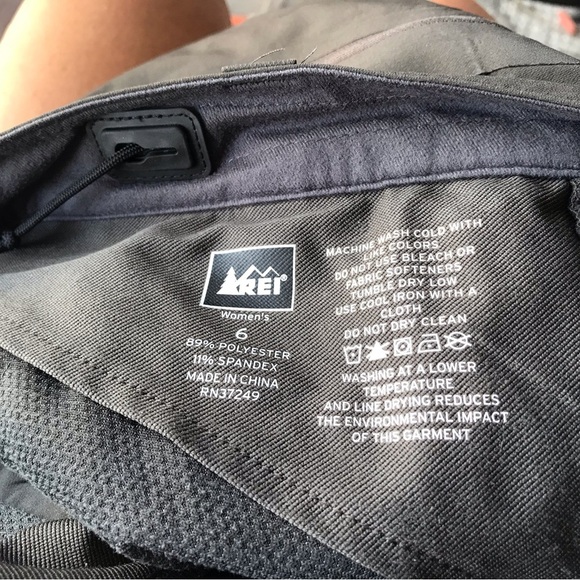 REI®
Women's
6
89% POLYESTER
11% SPANDEX
MADE IN CHINA
RN37249
MACHINE WASH COLD WITH
LIKE COLORS
DO NOT USE BLEACH OR
FABRIC SOFTENERS
TUMBLE DRY LOW
USE COOL IRON WITH A
CLOTH
DO NOT DRY CLEAN
WASHING AT A LOWER
TEMPERATURE
AND LINE DRYING REDUCES
THE ENVIRONMENTAL IMPACT
OF THIS GARMENT